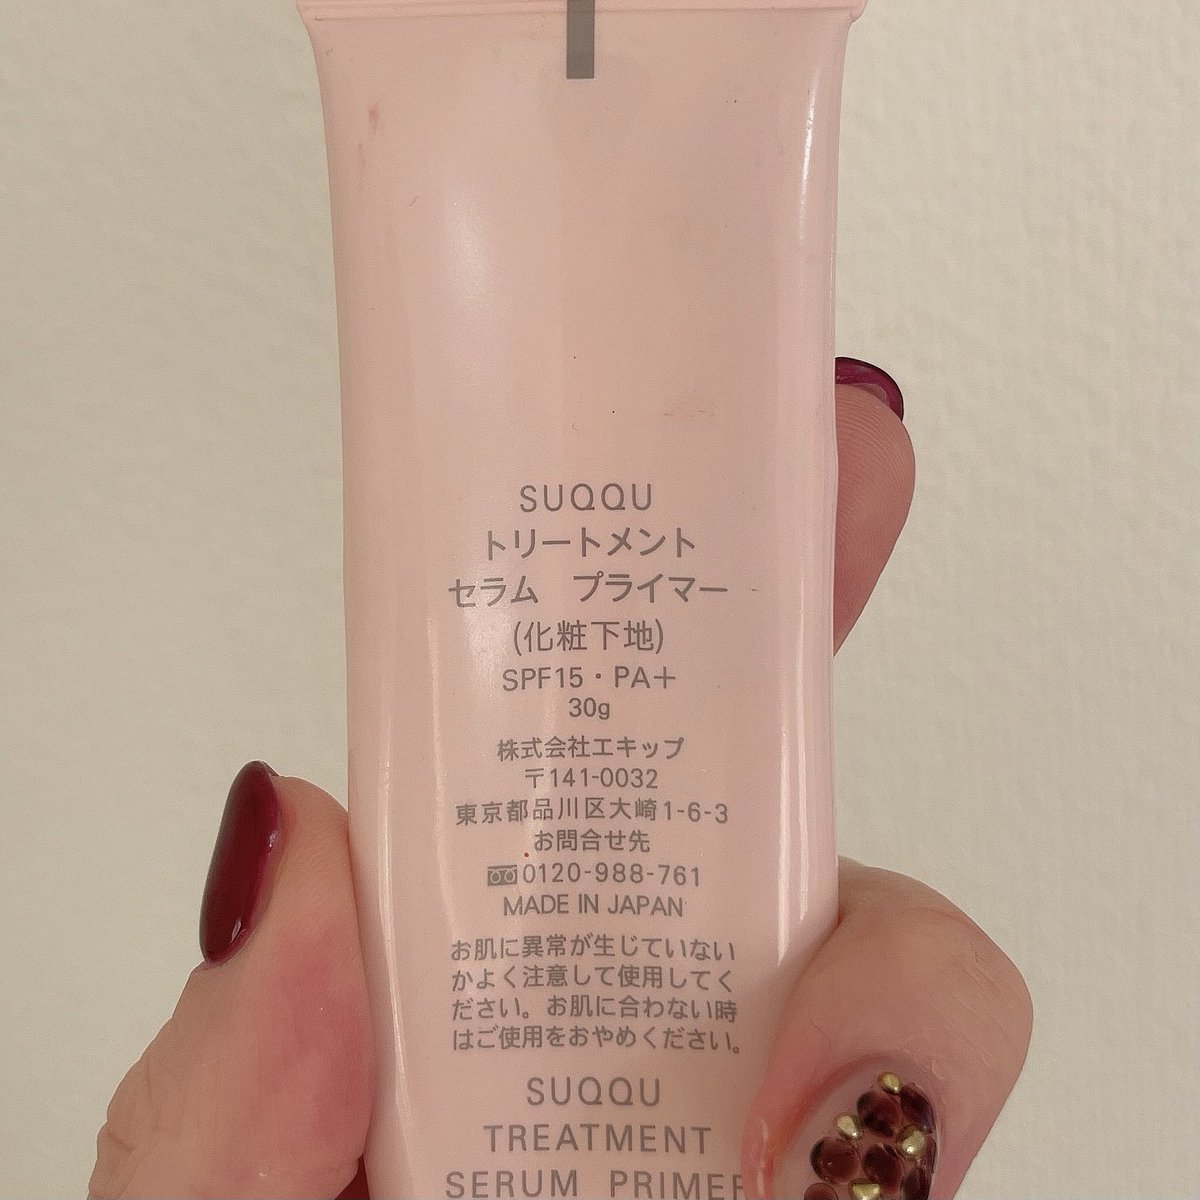 SUQQU
トリートメント
セラム　プライマー
(化粧下地)
SPF15・PA＋
30g
株式会社エキップ
〒141-0032
東京都品川区大崎1-6-3
お問合せ先
0120-988-761
MADE IN JAPAN
お肌に異常が生じていない
かよく注意して使用してく
ださい。お肌に合わない時
はご使用をおやめください。
SUQQU
TREATMENT
SERUM PRIMER